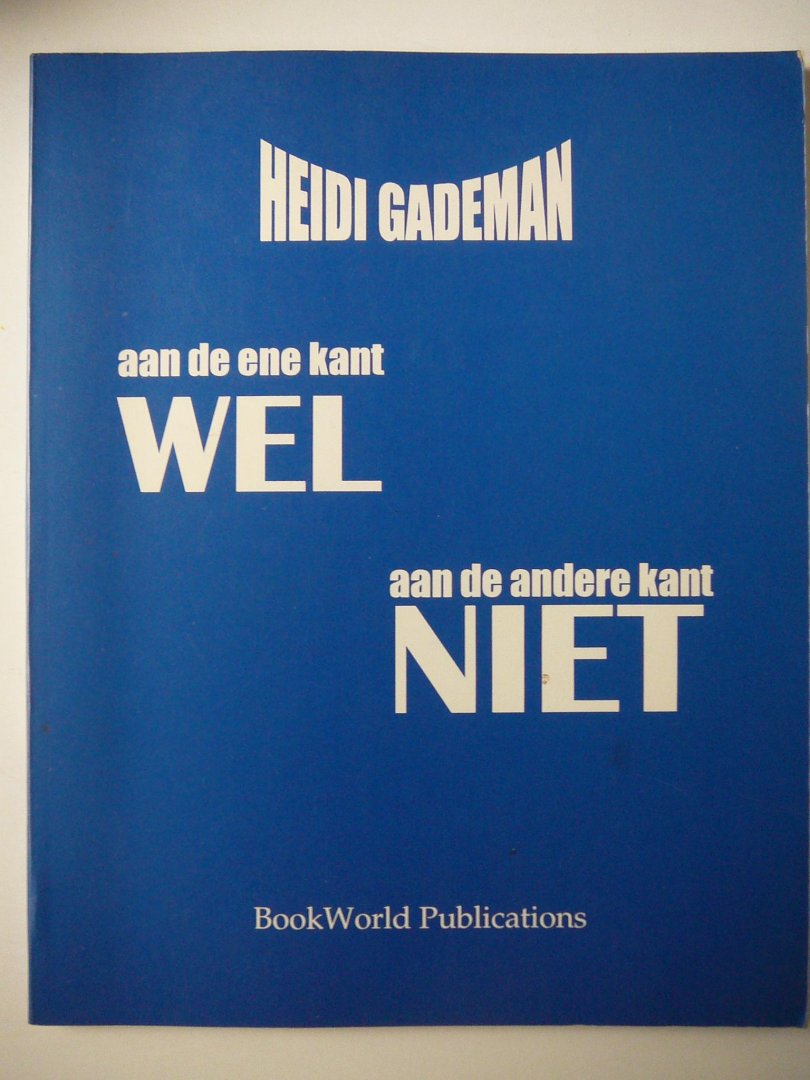 HEIDI GADEMAN
aan de ene kant
WEL
aan de andere kant
NIET
BookWorld Publications